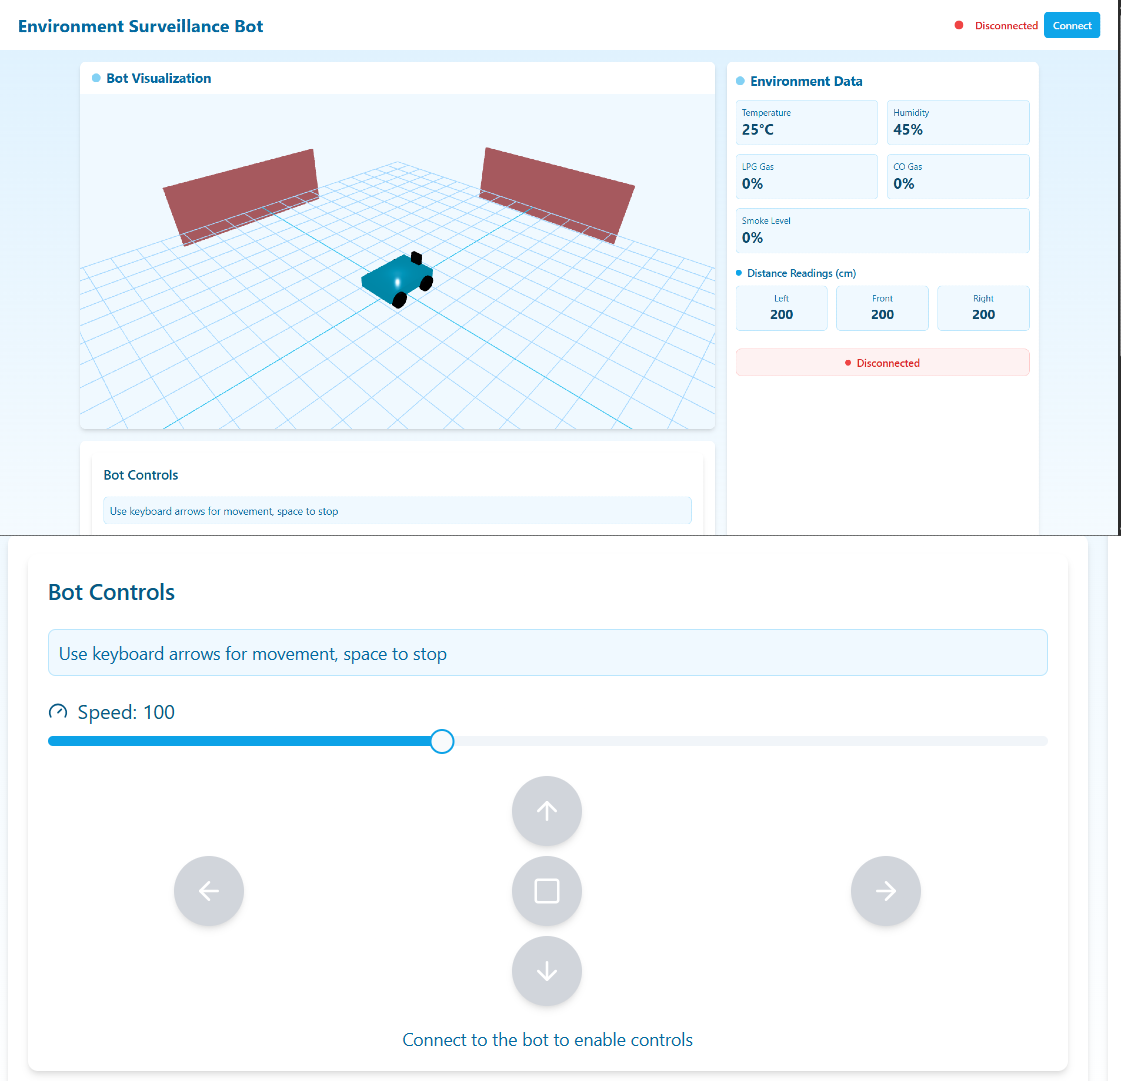 Environment Surveillance Bot
Disconnected
Connect
Bot Visualization
Environment Data
Temperature
25°C
Humidity
45%
LPG Gas
0%
CO Gas
0%
Smoke Level
0%
Distance Readings (cm)
Left
200
Front
200
Right
200
Disconnected
Bot Controls
Use keyboard arrows for movement, space to stop
Bot Controls
Use keyboard arrows for movement, space to stop
Speed: 100
Connect to the bot to enable controls